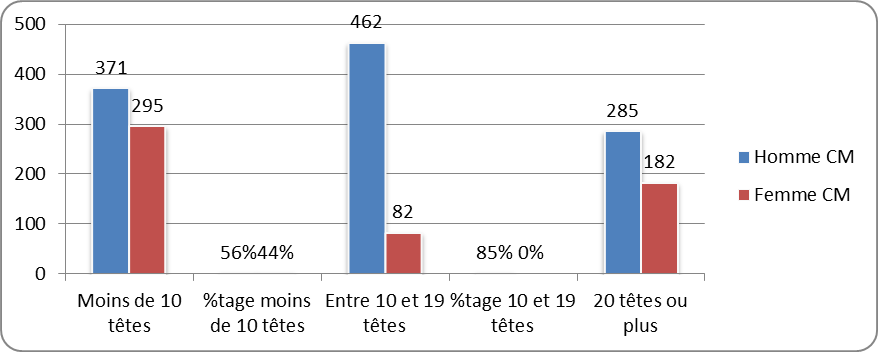 500
400
300
200
100
0
371
295
56%
44%
462
82
85%
0%
285
182
Moins de 10
têtes
%tage moins
de 10 têtes
Entre 10 et 19
têtes
%tage 10 et 19
têtes
20 têtes ou
plus
Homme CM
Femme CM